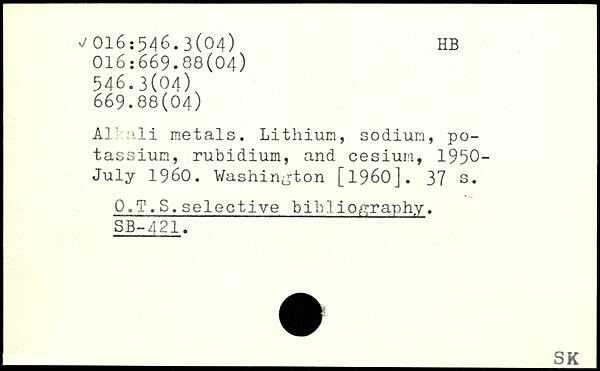 ✓016:546.3(04) HB
016:669.88(04)
546.3(04)
669.88(04)
Alkali metals. Lithium, sodium, po-
tassium, rubidium, and cesium, 1950-
July 1960. Washington [1960]. 37 s.
O.T.S.selective bibliography.
SB-421.
SK